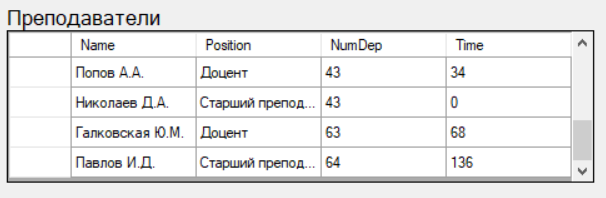 Преподаватели
Name Position NumDep Time
Попов А.А. Доцент 43 34
Николаев Д.А. Старший препод... 43 0
Галковская Ю.М. Доцент 63 68
Павлов И.Д. Старший препод... 64 136